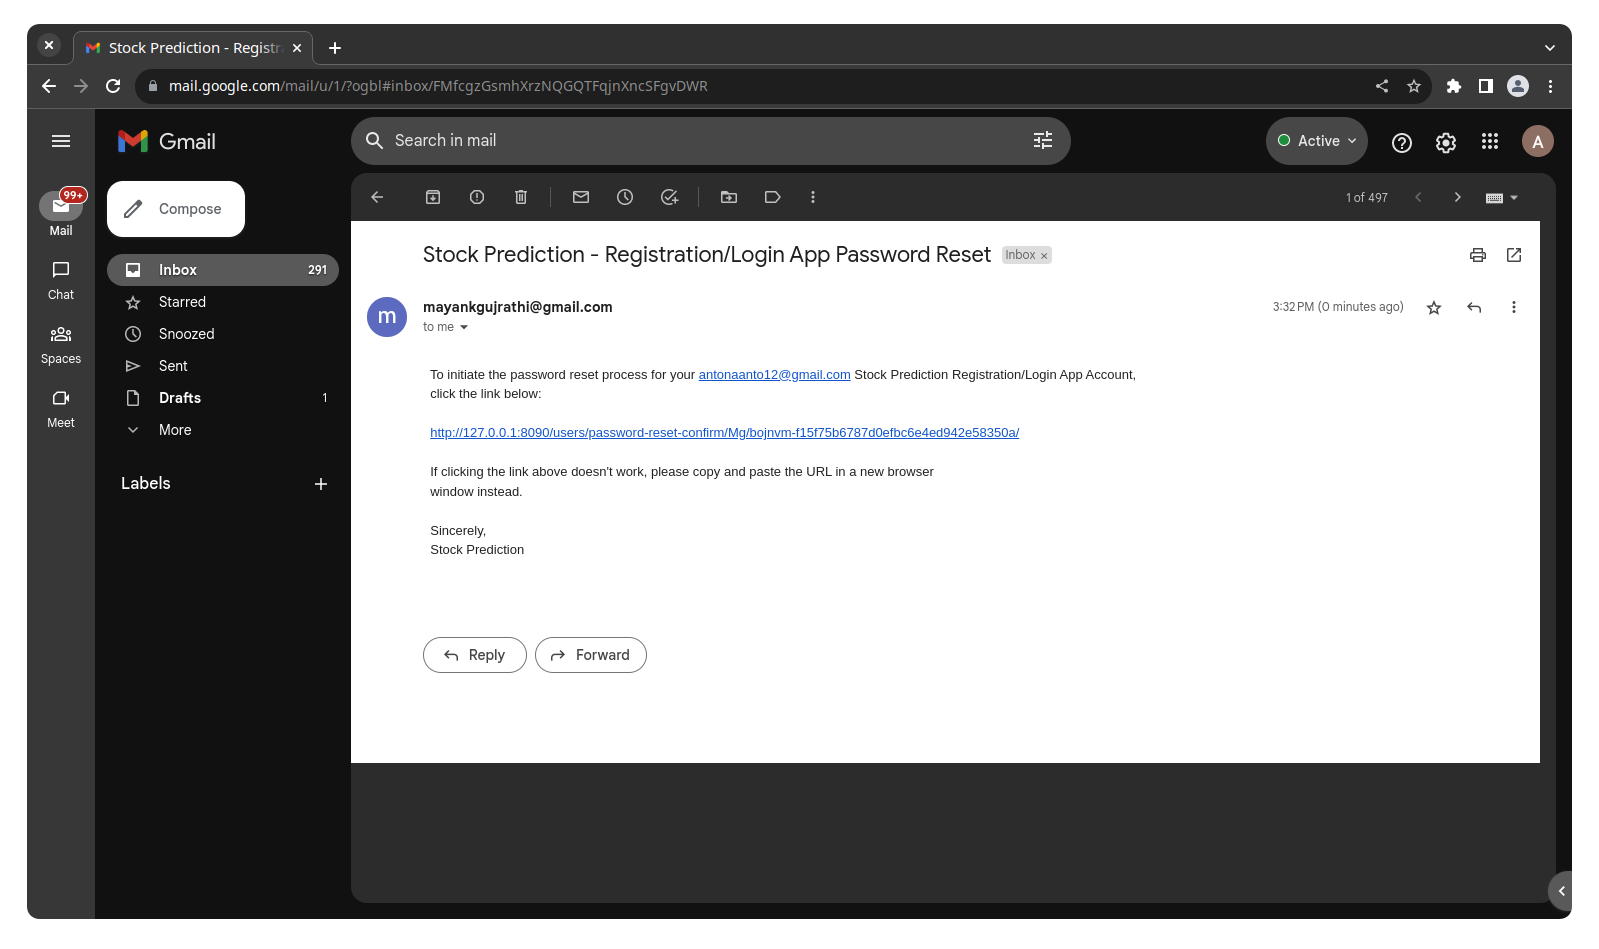 Stock Prediction - Registr
mail.google.com/mail/u/1/?ogbl#inbox/FMfcgzGsmhXrzNQGQTFqjnXncSFgvDWR
Gmail
Search in mail
Active
A
99+
Mail
Chat
Spaces
Meet
Compose
Inbox 291
Starred
Snoozed
Sent
Drafts 1
More
Labels
1 of 497
Stock Prediction - Registration/Login App Password Reset Inbox ×
m
mayankgujrathi@gmail.com
3:32 PM (0 minutes ago)
to me
To initiate the password reset process for your antonaanto12@gmail.com Stock Prediction Registration/Login App Account,
click the link below:
http://127.0.0.1:8090/users/password-reset-confirm/Mg/bojnvm-f15f75b6787d0efbc6e4ed942e58350a/
If clicking the link above doesn't work, please copy and paste the URL in a new browser
window instead.
Sincerely,
Stock Prediction
Reply
Forward